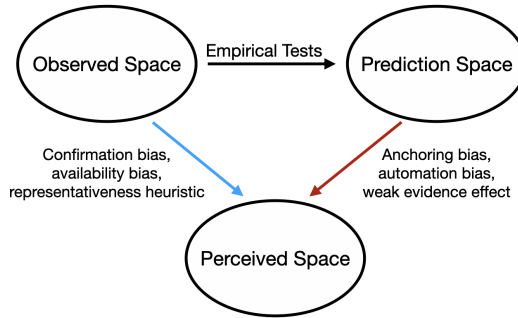 Observed Space
Empirical Tests
Prediction Space
Confirmation bias,
availability bias,
representativeness heuristic
Anchoring bias,
automation bias,
weak evidence effect
Perceived Space